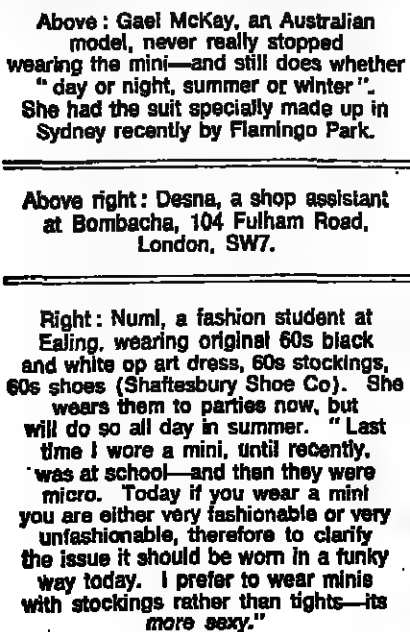 Above : Gael McKay, an Australian
model, never really stopped
wearing the mini—and still does whether
“ day or night, summer or winter ”.
She had the suit specially made up in
Sydney recently by Flamingo Park.
Above right : Desna, a shop assistant
at Bombacha, 104 Fulham Road,
London, SW7.
Right : Numi, a fashion student at
Ealing, wearing original 60s black
and white op art dress, 60s stockings,
60s shoes (Shaftesbury Shoe Co). She
wears them to parties now, but
will do so all day in summer. “ Last
time I wore a mini, until recently,
was at school—and then they were
micro. Today if you wear a mini
you are either very fashionable or very
unfashionable, therefore to clarify
the issue it should be worn in a funky
way today. I prefer to wear minis
with stockings rather than tights—its
more sexy.”